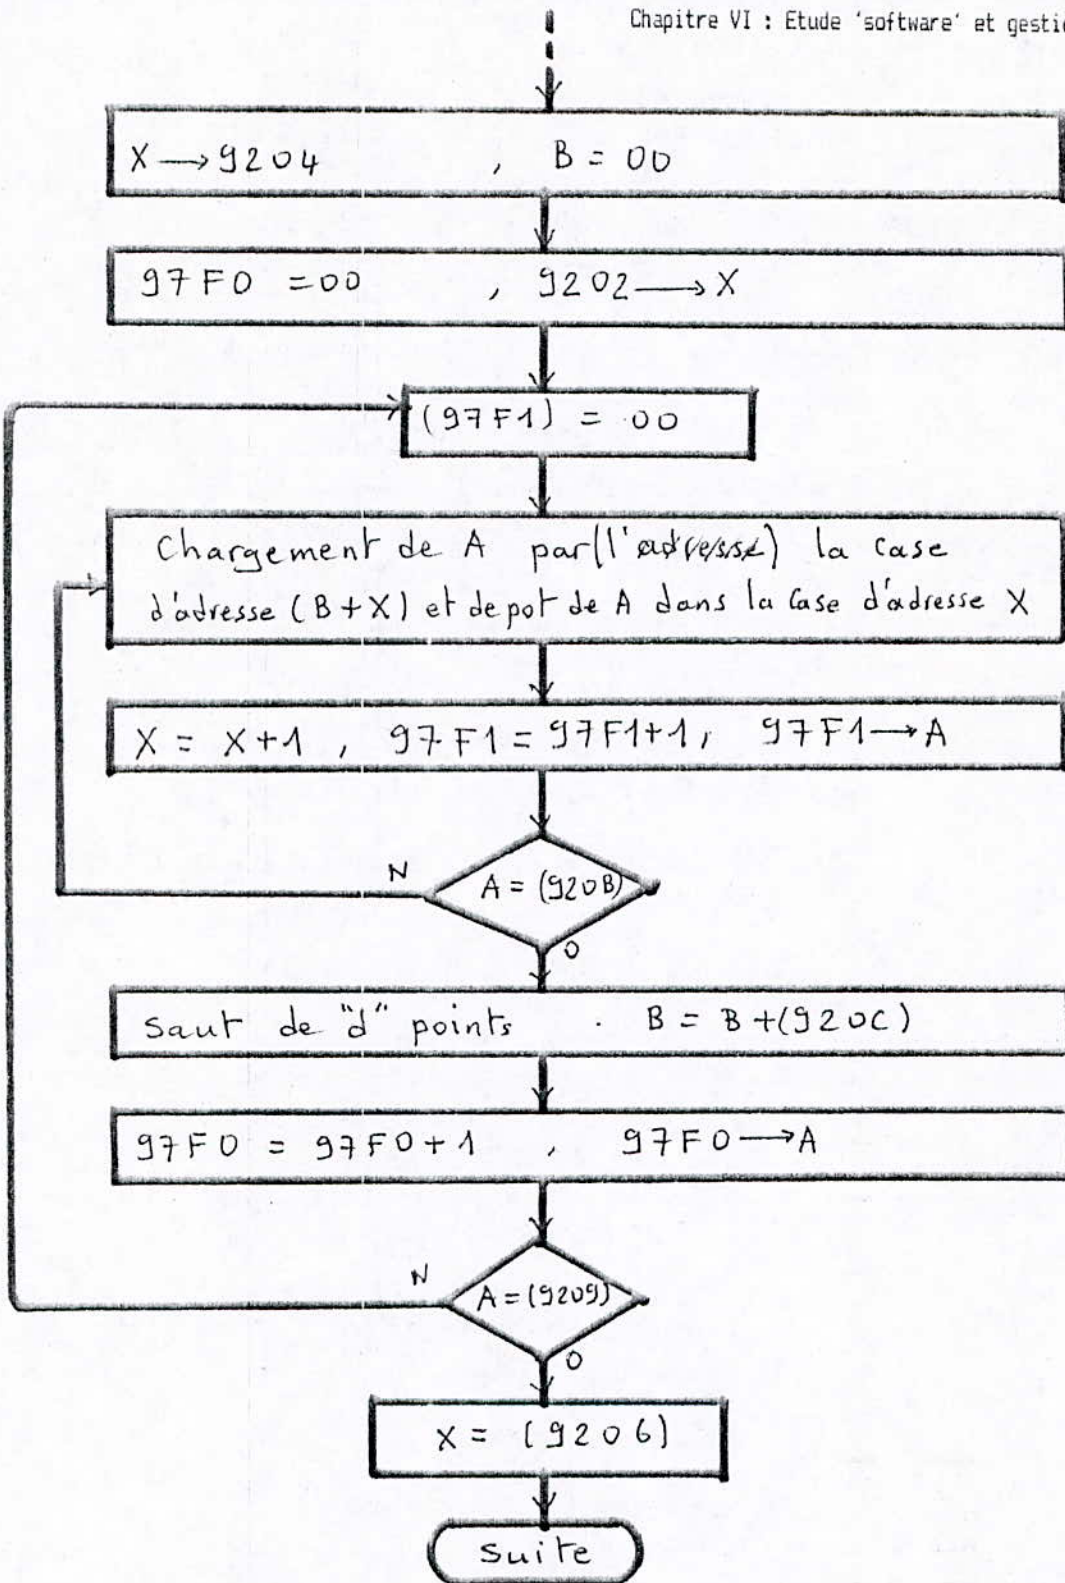 Chapitre VI : Etude 'software' et gestio
X → 9204 , B = 00
97F0 = 00 , 9202 → X
(97F1) = 00
Chargement de A par (l'adresse) la case
d'adresse (B+X) et depot de A dans la case d'adresse X
X = X+1 , 97F1 = 97F1+1, 97F1 → A
N
A = (920B)
O
Saut de "d" points . B = B+(920C)
97F0 = 97F0+1 , 97F0 → A
N
A = (9209)
O
X = (9206)
Suite